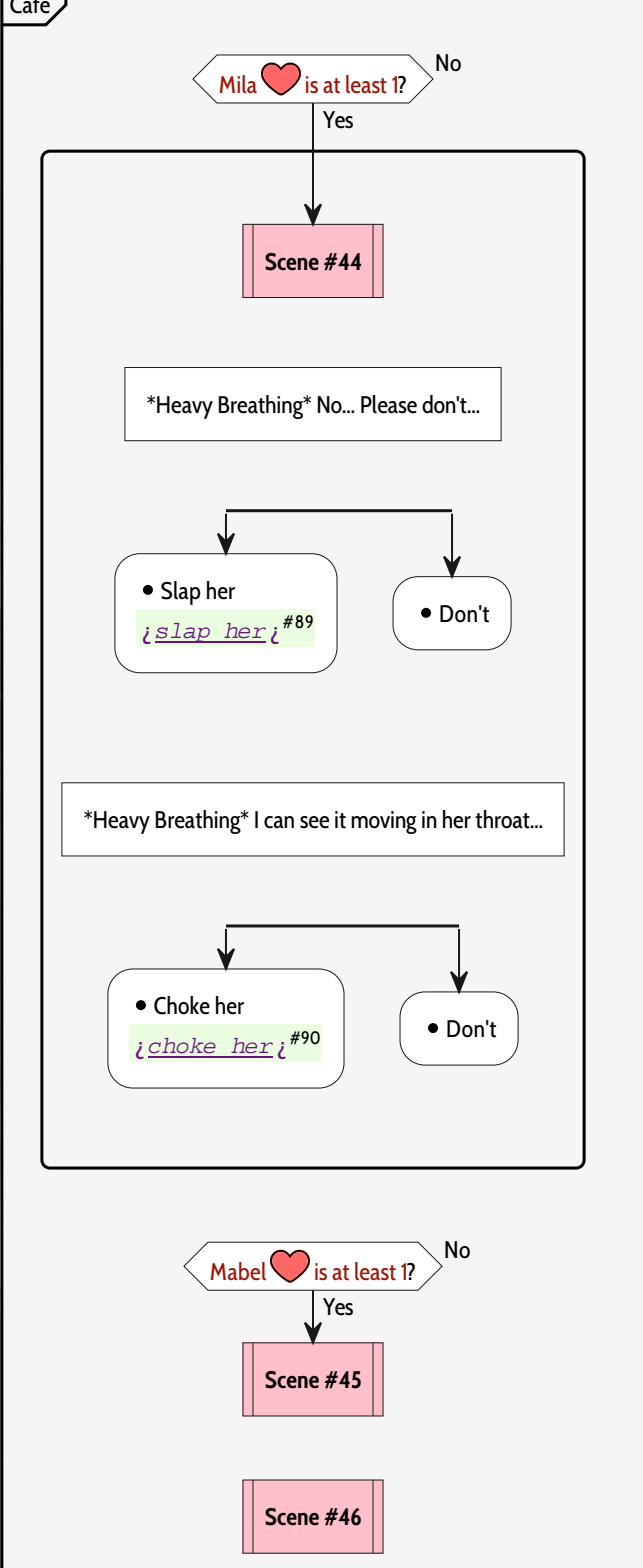 Cafe
Mila ❤ is at least 1?
No
Yes
Scene #44
*Heavy Breathing* No... Please don't...
• Slap her
¿slap her¿#89
• Don't
*Heavy Breathing* I can see it moving in her throat...
• Choke her
¿choke her¿#90
• Don't
Mabel ❤ is at least 1?
No
Yes
Scene #45
Scene #46